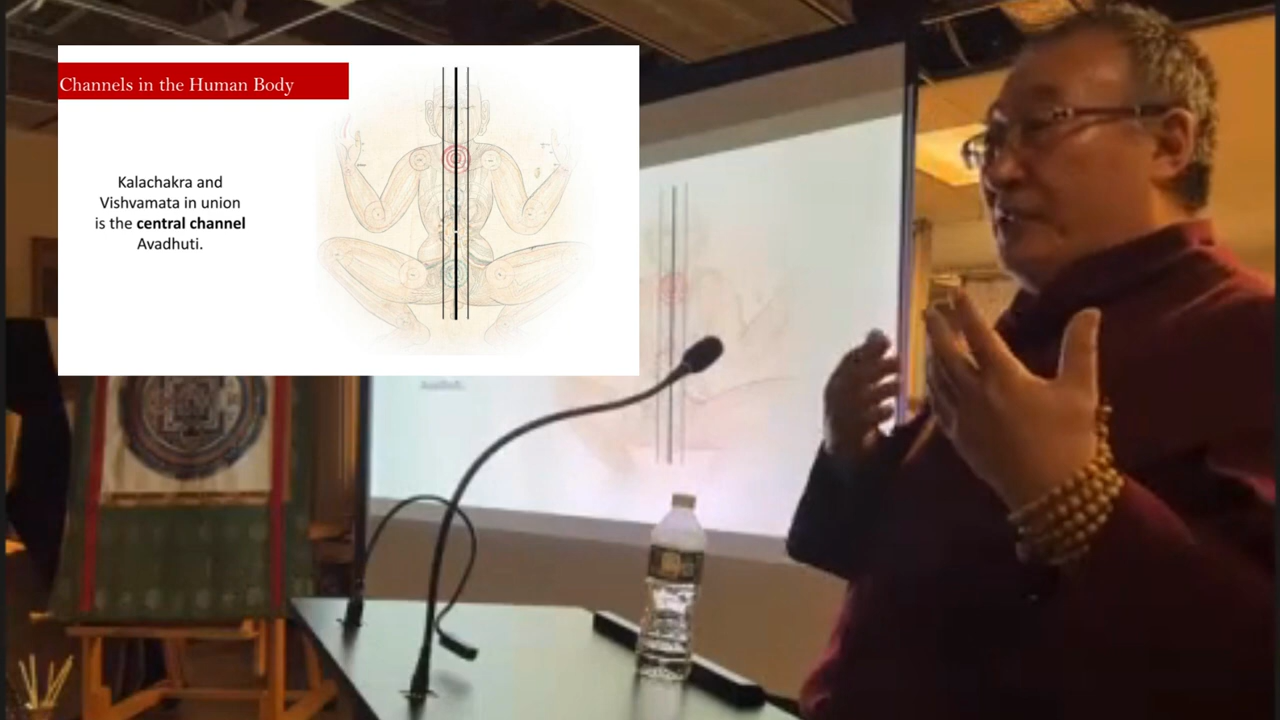 Channels in the Human Body
Kalachakra and
Vishvamata in union
is the central channel
Avadhuti.